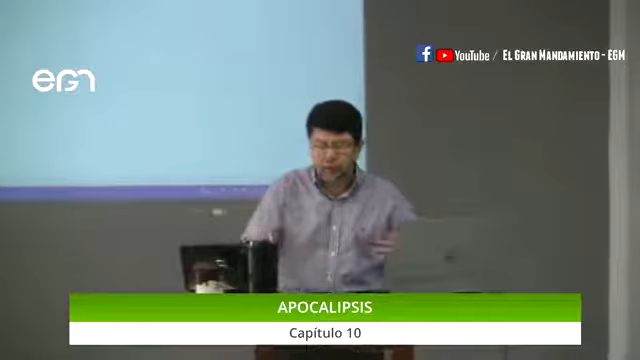 YouTube / El Gran Mandamiento - EGM
EGM
APOCALIPSIS
Capítulo 10